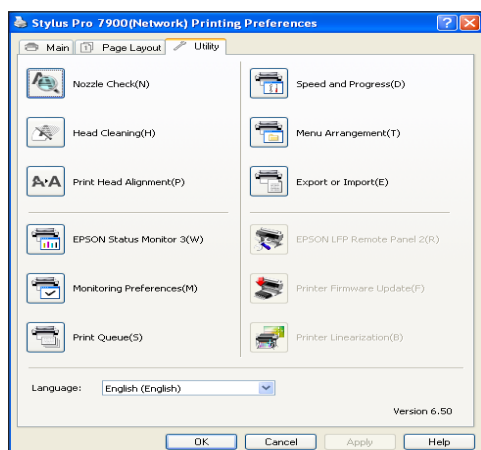 Stylus Pro 7900(Network) Printing Preferences
Main
Page Layout
Utility
Nozzle Check(N)
Speed and Progress(D)
Head Cleaning(H)
Menu Arrangement(T)
Print Head Alignment(P)
Export or Import(E)
EPSON Status Monitor 3(W)
EPSON LFP Remote Panel 2(R)
Monitoring Preferences(M)
Printer Firmware Update(F)
Print Queue(S)
Printer Linearization(B)
Language:
English (English)
Version 6.50
OK
Cancel
Apply
Help